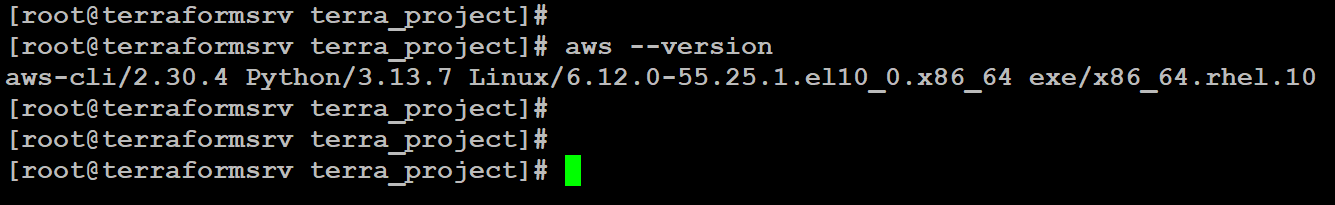 [root@terraformsrv terra_project]#
[root@terraformsrv terra_project]# aws --version
aws-cli/2.30.4 Python/3.13.7 Linux/6.12.0-55.25.1.el10_0.x86_64 exe/x86_64.rhel.10
[root@terraformsrv terra_project]#
[root@terraformsrv terra_project]#
[root@terraformsrv terra_project]#